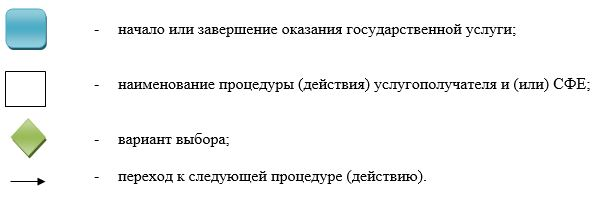 - начало или завершение оказания государственной услуги;
- наименование процедуры (действия) услугополучателя и (или) СФЕ;
- вариант выбора;
- переход к следующей процедуре (действию).